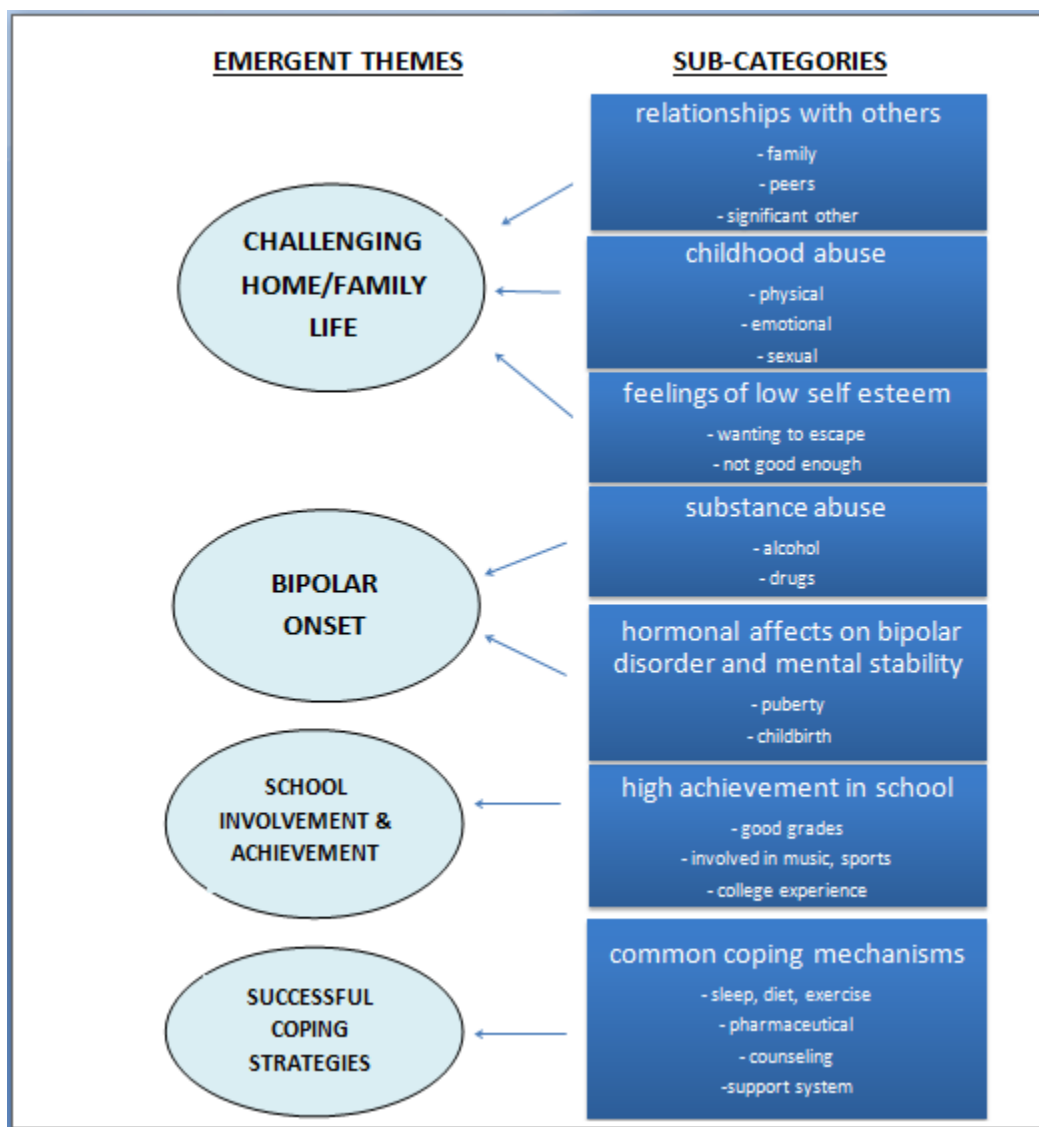 EMERGENT THEMES
SUB-CATEGORIES
CHALLENGING
HOME/FAMILY
LIFE
relationships with others
- family
- peers
- significant other
childhood abuse
- physical
- emotional
- sexual
feelings of low self esteem
- wanting to escape
- not good enough
BIPOLAR
ONSET
substance abuse
- alcohol
- drugs
hormonal affects on bipolar
disorder and mental stability
- puberty
- childbirth
SCHOOL
INVOLVEMENT &
ACHIEVEMENT
high achievement in school
- good grades
- involved in music, sports
- college experience
SUCCESSFUL
COPING
STRATEGIES
common coping mechanisms
- sleep, diet, exercise
- pharmaceutical
- counseling
-support system